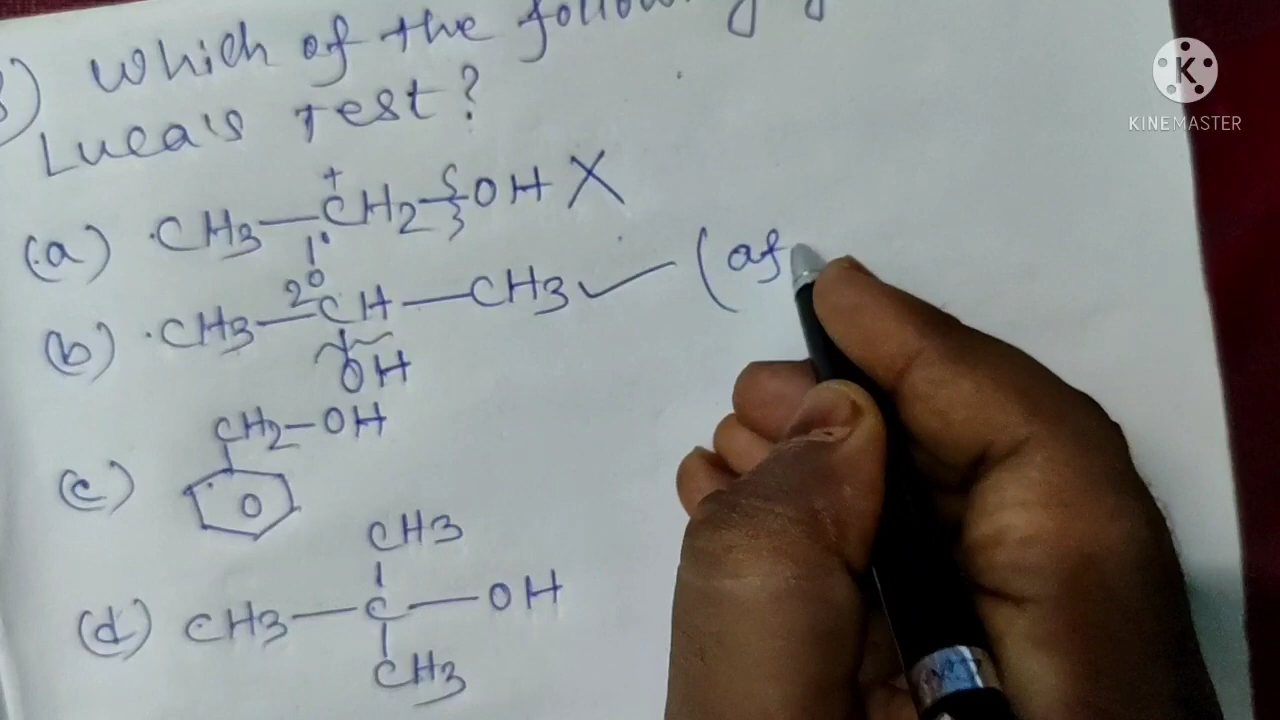 Which of the
Luca's Test?
(a) CH3—CH2—OH X
+
1°
2°
(b) CH3—CH—CH3 ✓ (af
OH
CH2—OH
(c)
CH3
(d) CH3—C—OH
CH3
K
KINEMASTER